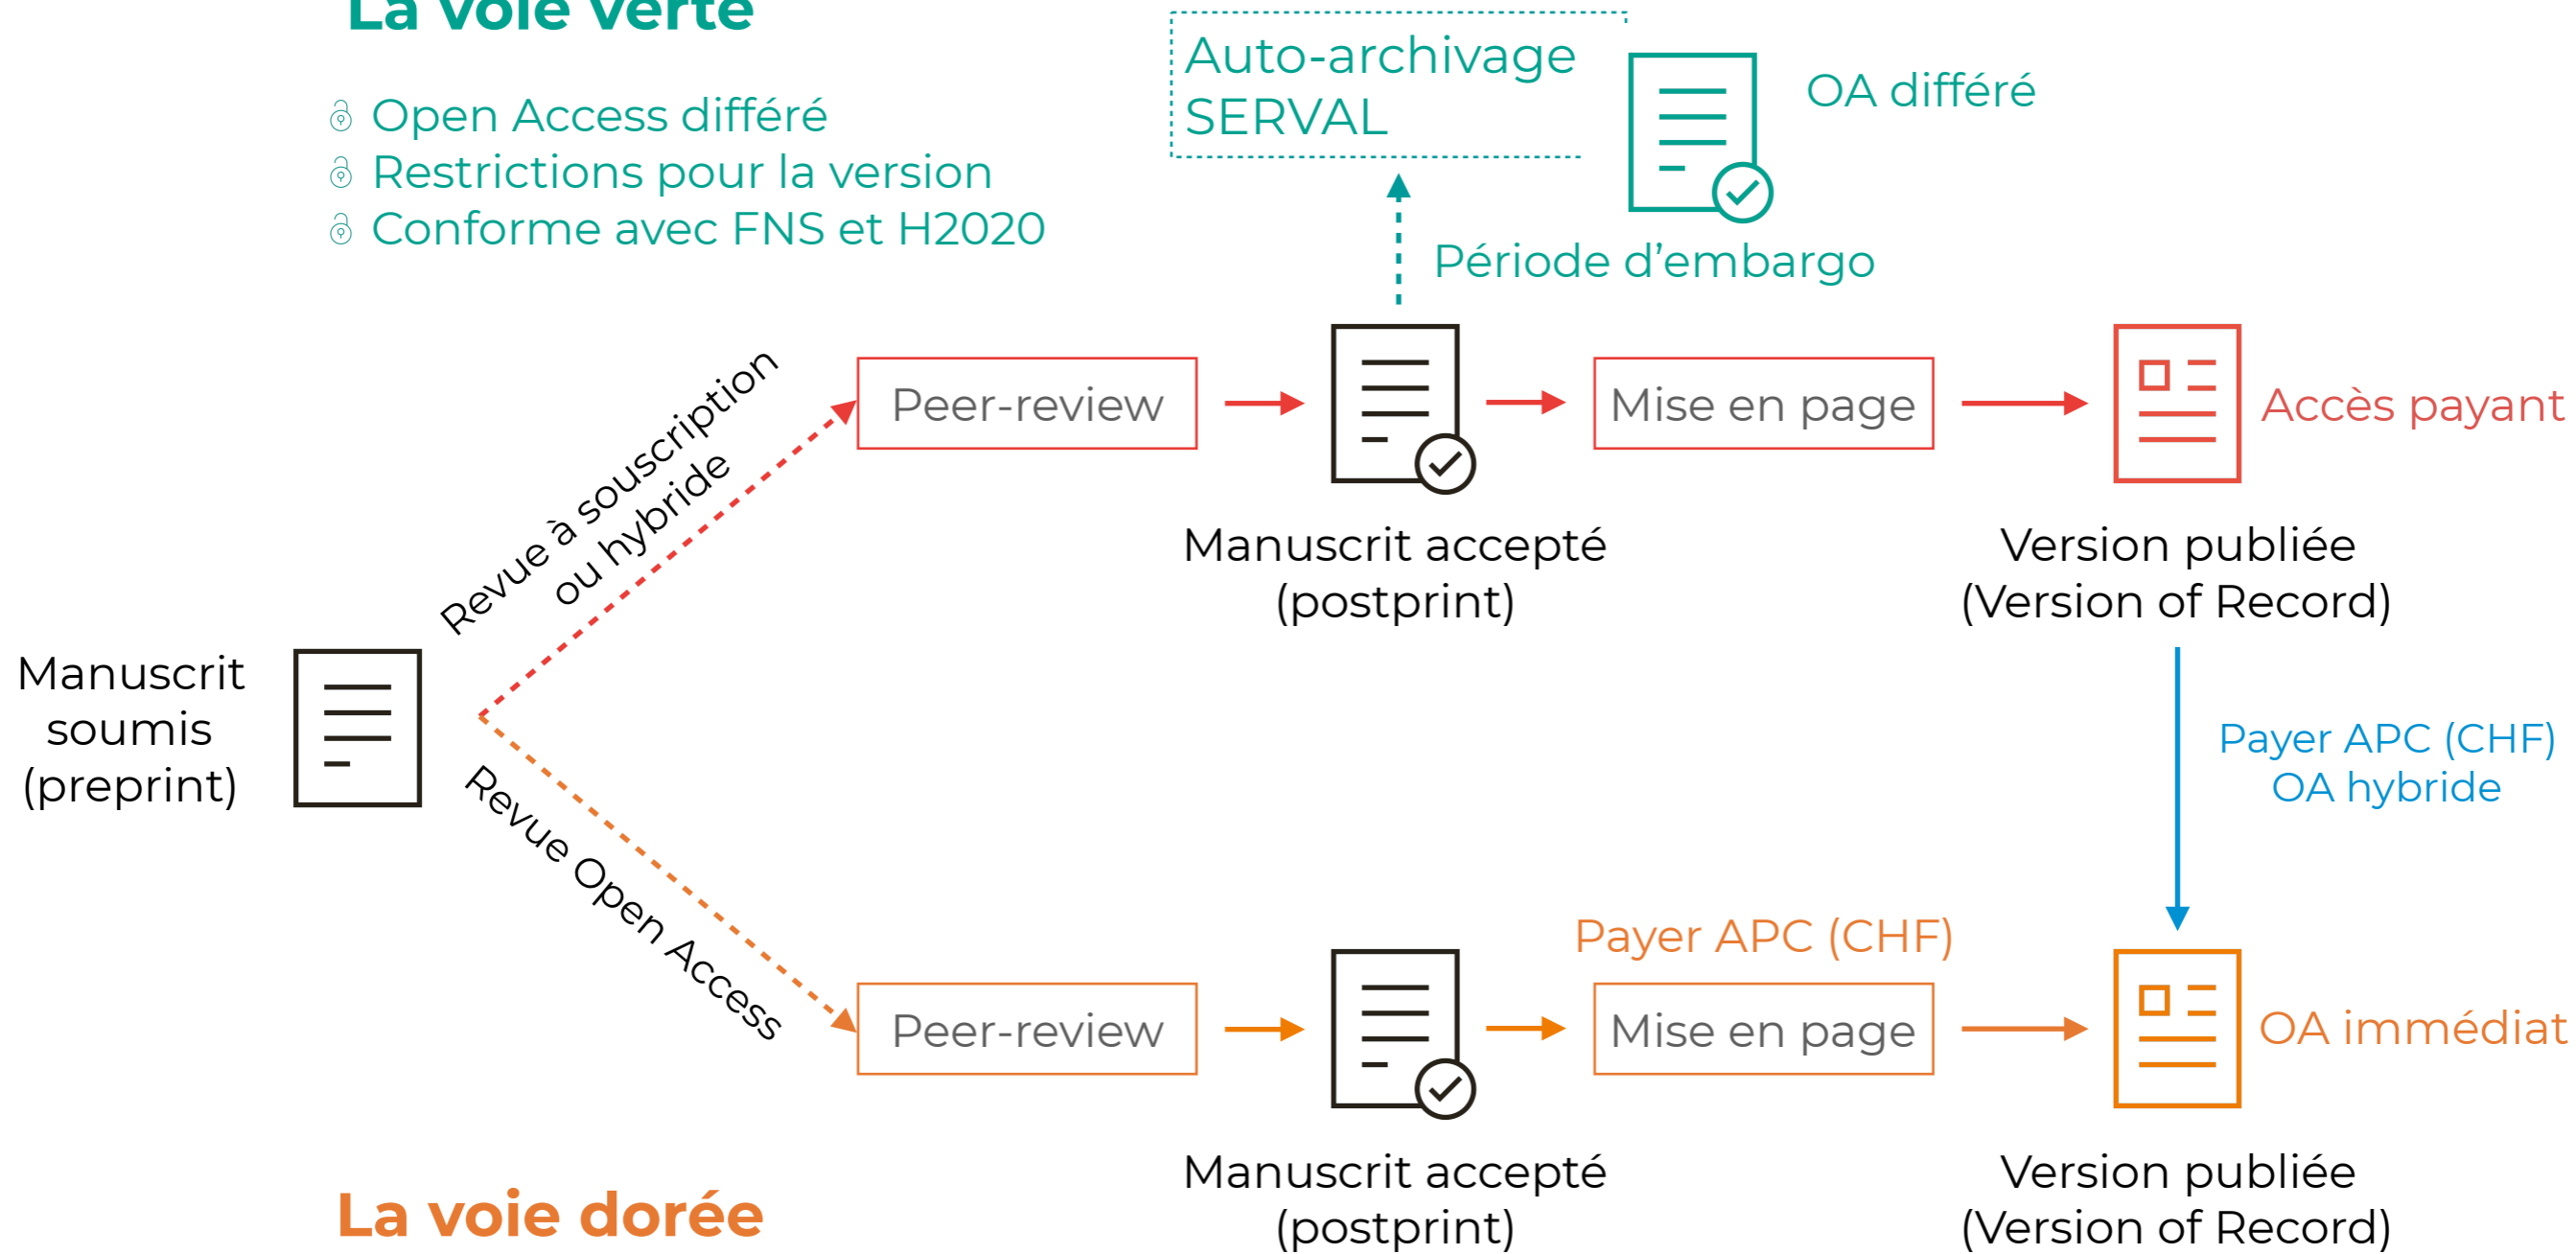 La voie verte
Open Access différé
Restrictions pour la version
Conforme avec FNS et H2020
Auto-archivage
SERVAL
OA différé
Période d’embargo
Revue à souscription
ou hybride
Peer-review
Mise en page
Accès payant
Manuscrit accepté
(postprint)
Version publiée
(Version of Record)
Manuscrit
soumis
(preprint)
Payer APC (CHF)
OA hybride
Revue Open Access
Peer-review
Payer APC (CHF)
Mise en page
OA immédiat
Manuscrit accepté
(postprint)
Version publiée
(Version of Record)
La voie dorée